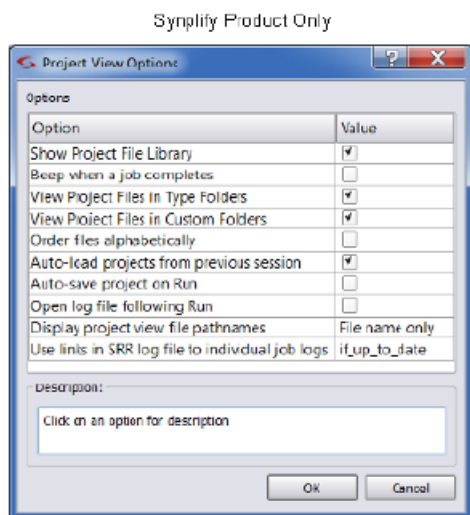 Synplify Product Only
Project View Options
Options
Option Value
Show Project File Library
Beep when a job completes
View Project Files in Type Folders
View Project Files in Custom Folders
Order files alphabetically
Auto-load projects from previous session
Auto-save project on Run
Open log file following Run
Display project view file pathnames File name only
Use links in SRR log file to individual job logs if_up_to_date
Description:
Click on an option for description
OK Cancel